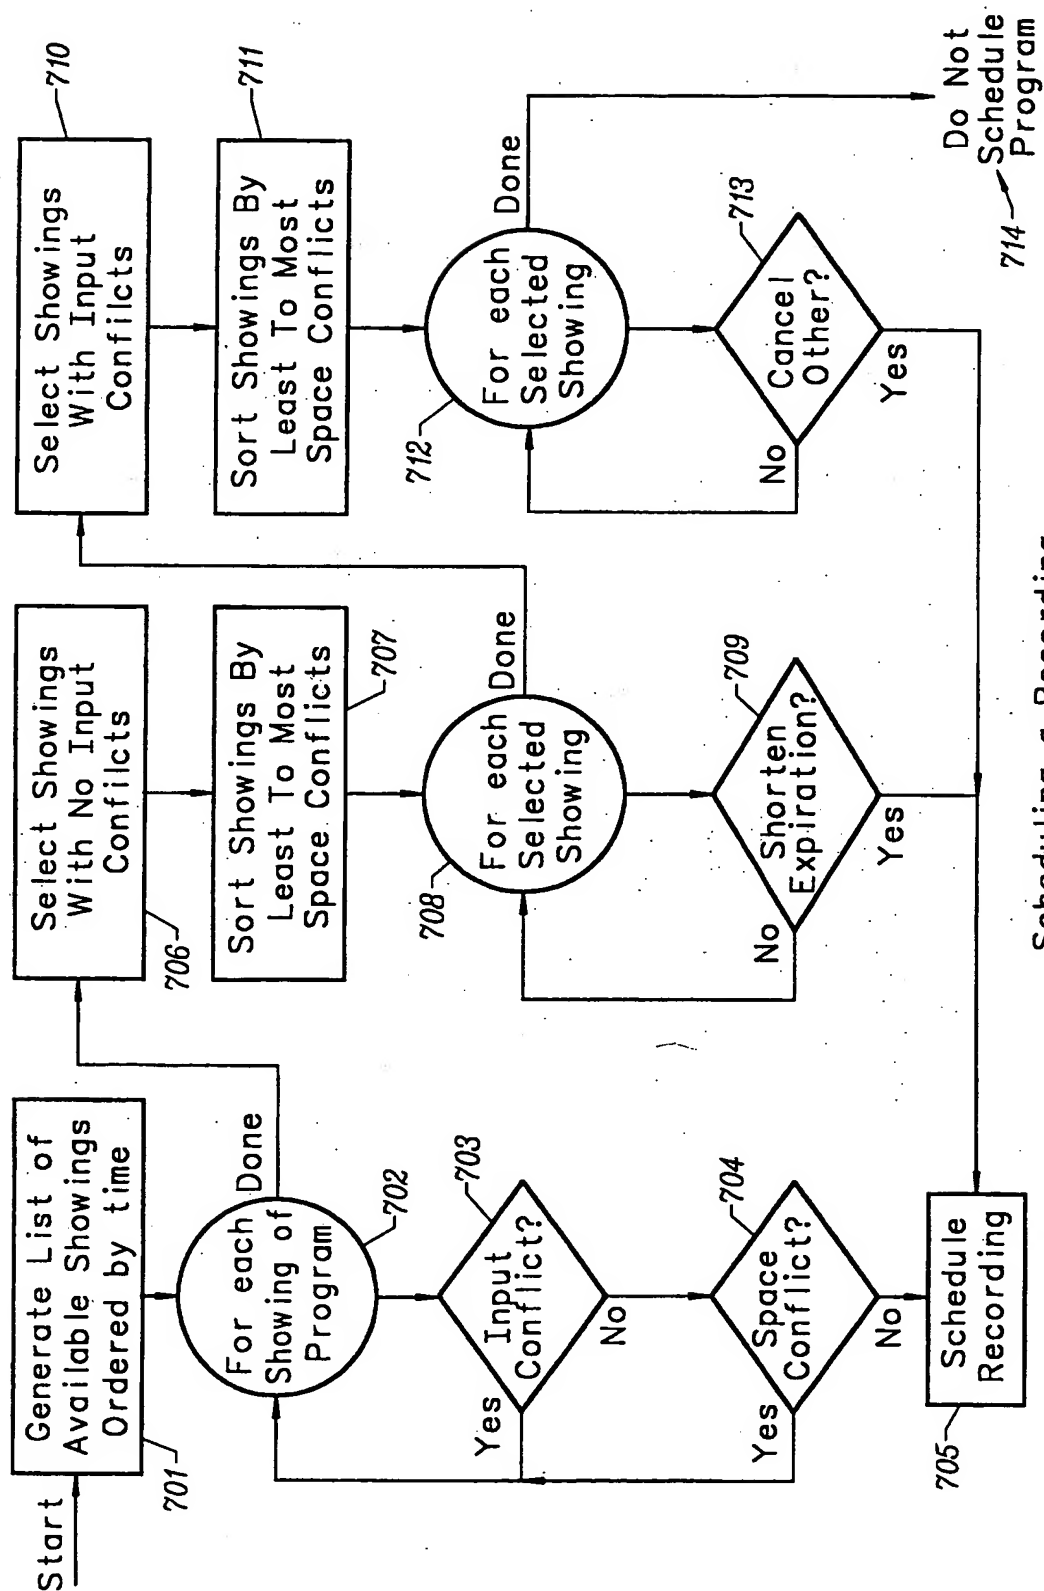 Start
Generate List of
Available Showings
Ordered by time
701
For each
Showing of
Program
Done
702
Input
Conflict?
703
Yes
No
Space
Conflict?
704
Yes
No
Schedule
Recording
705
Select Showings
With No Input
Confilcts
706
Sort Showings By
Least To Most
Space Conflicts
707
For each
Selected
Showing
Done
708
Shorten
Expiration?
709
No
Yes
Select Showings
With Input
Confilcts
710
Sort Showings By
Least To Most
Space Conflicts
711
For each
Selected
Showing
Done
712
Cancel
Other?
713
No
Yes
Do Not
Schedule
Program
714
Scheduling a Recording